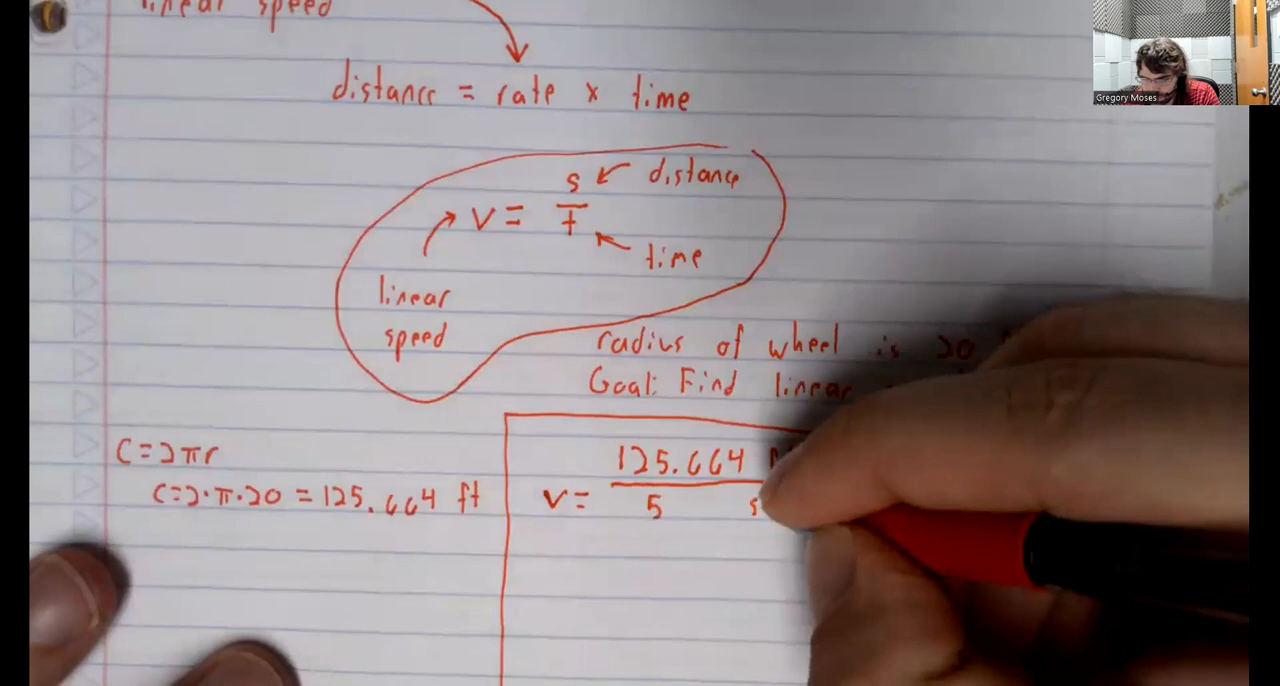 linear speed
Gregory Moses
distance = rate × time
s
distance
v =
t
time
linear
speed
radius of wheel is 20
Goal: Find linear
C=2πr
C=2·π·20 = 125.664 ft
125.664
v =
5 s